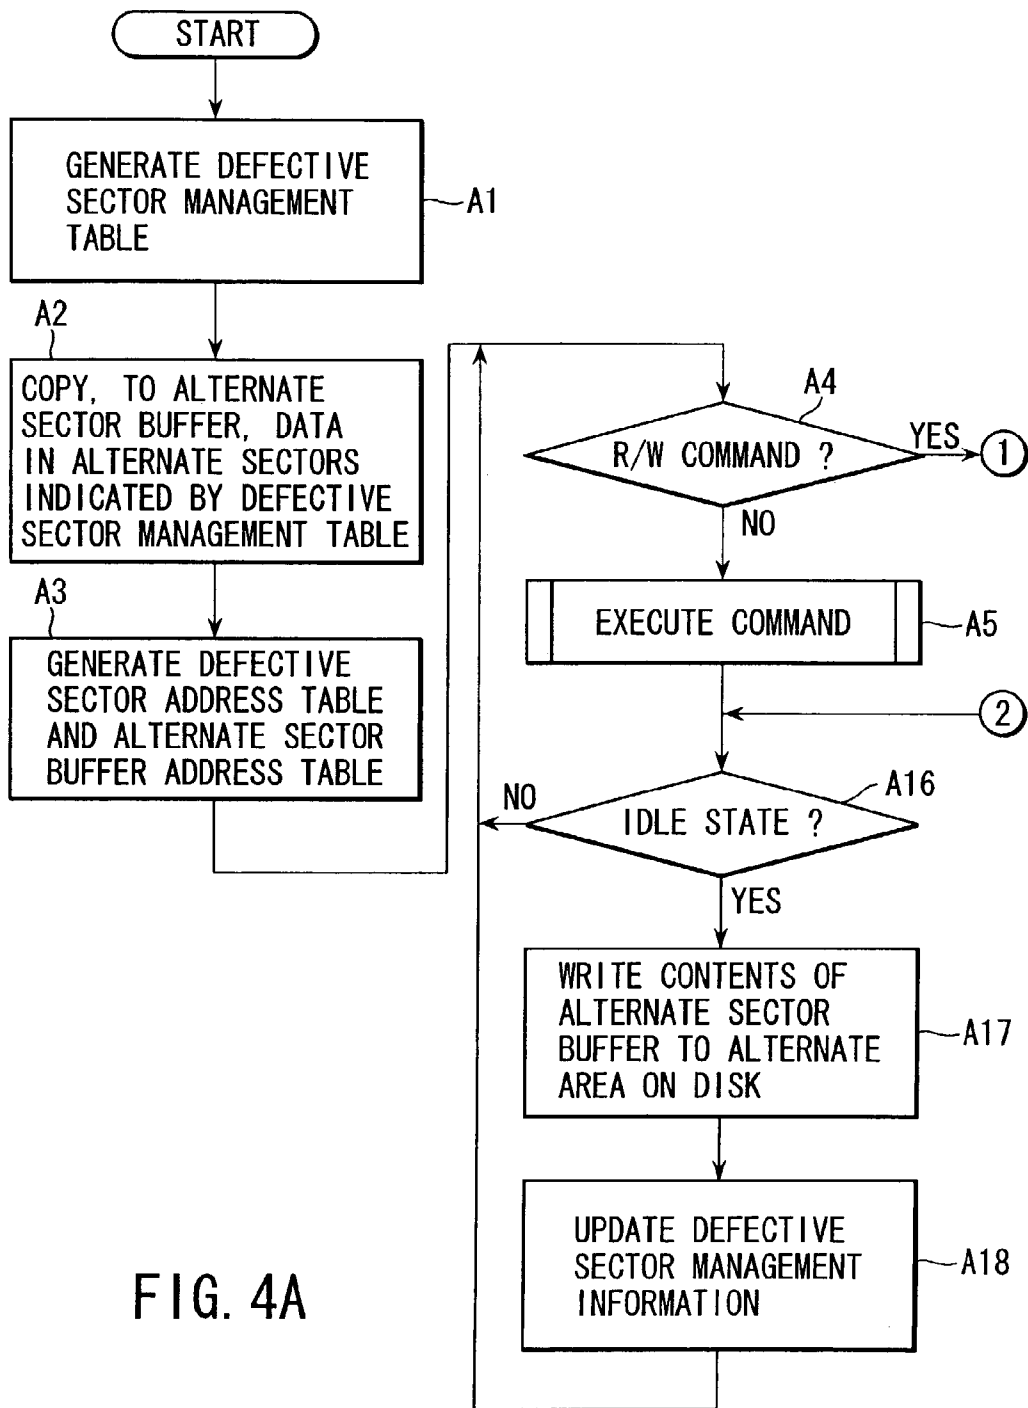 START
GENERATE DEFECTIVE
SECTOR MANAGEMENT
TABLE
A1
A2
COPY, TO ALTERNATE
SECTOR BUFFER, DATA
IN ALTERNATE SECTORS
INDICATED BY DEFECTIVE
SECTOR MANAGEMENT TABLE
A3
GENERATE DEFECTIVE
SECTOR ADDRESS TABLE
AND ALTERNATE SECTOR
BUFFER ADDRESS TABLE
A4
R/W COMMAND ?
YES
1
NO
EXECUTE COMMAND
A5
2
A16
NO
IDLE STATE ?
YES
WRITE CONTENTS OF
ALTERNATE SECTOR
BUFFER TO ALTERNATE
AREA ON DISK
A17
UPDATE DEFECTIVE
SECTOR MANAGEMENT
INFORMATION
A18
FIG. 4A